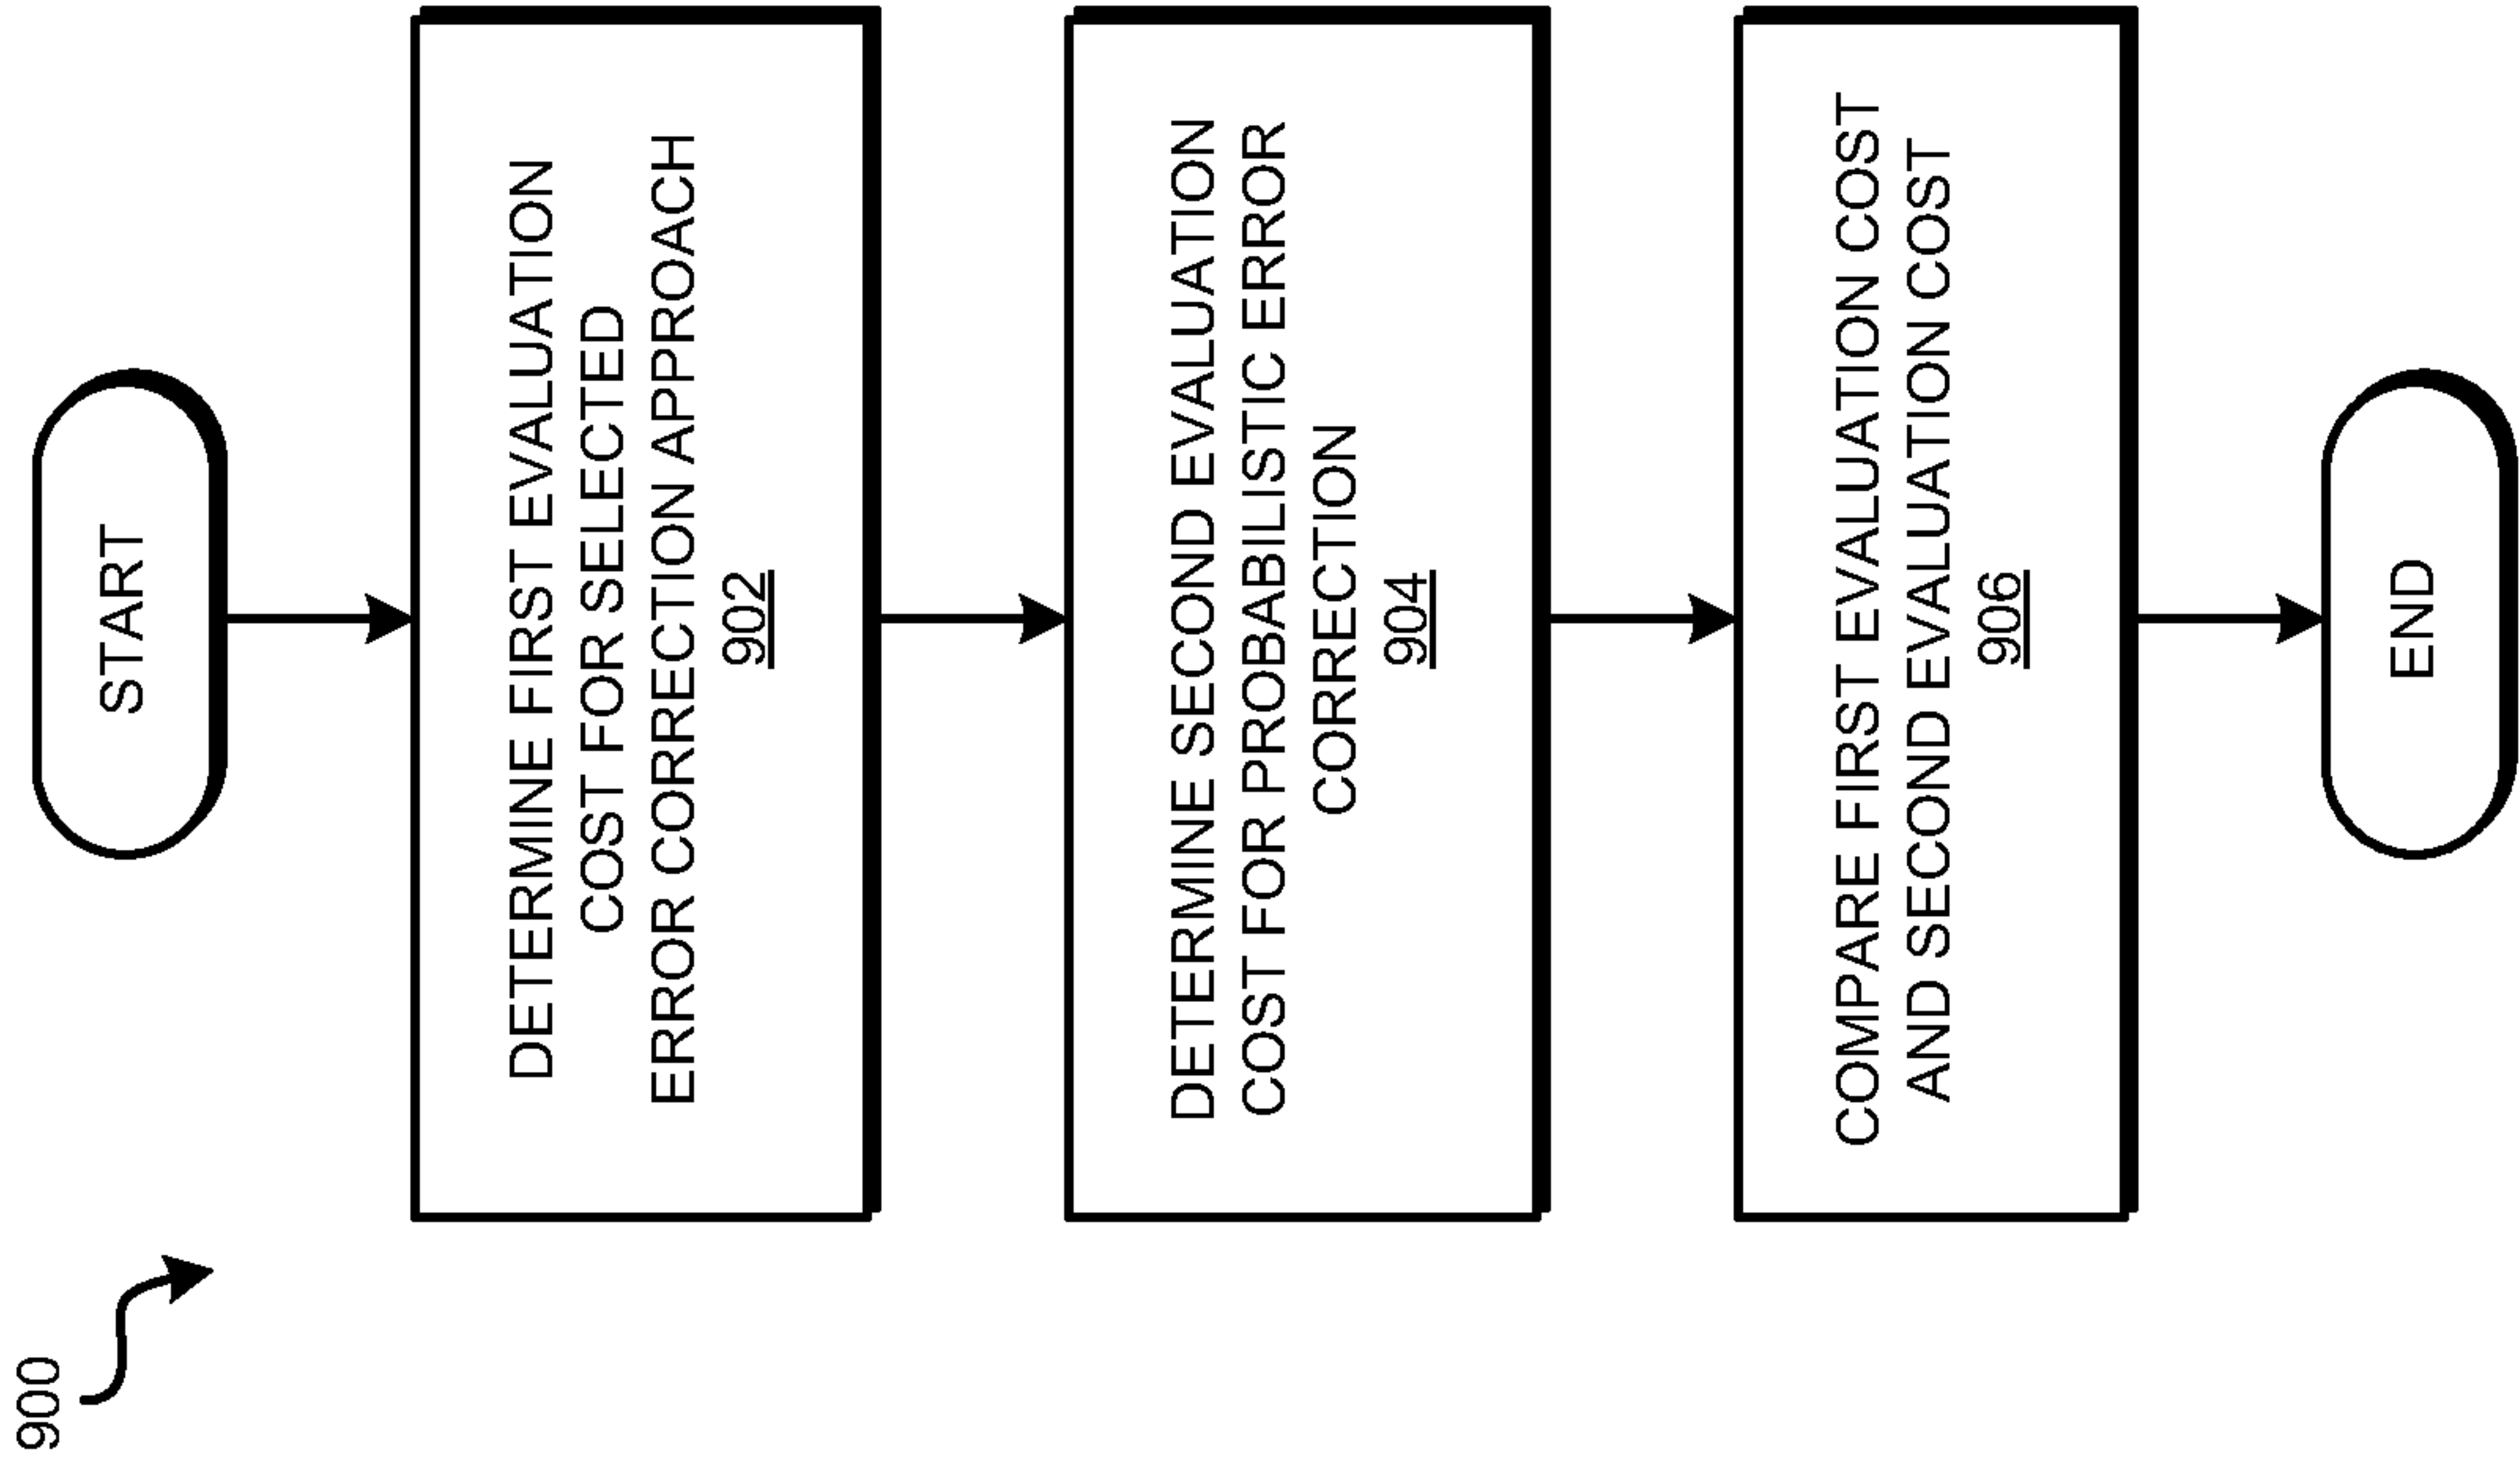 900
START
DETERMINE FIRST EVALUATION
COST FOR SELECTED
ERROR CORRECTION APPROACH
902
DETERMINE SECOND EVALUATION
COST FOR PROBABILISTIC ERROR
CORRECTION
904
COMPARE FIRST EVALUATION COST
AND SECOND EVALUATION COST
906
END